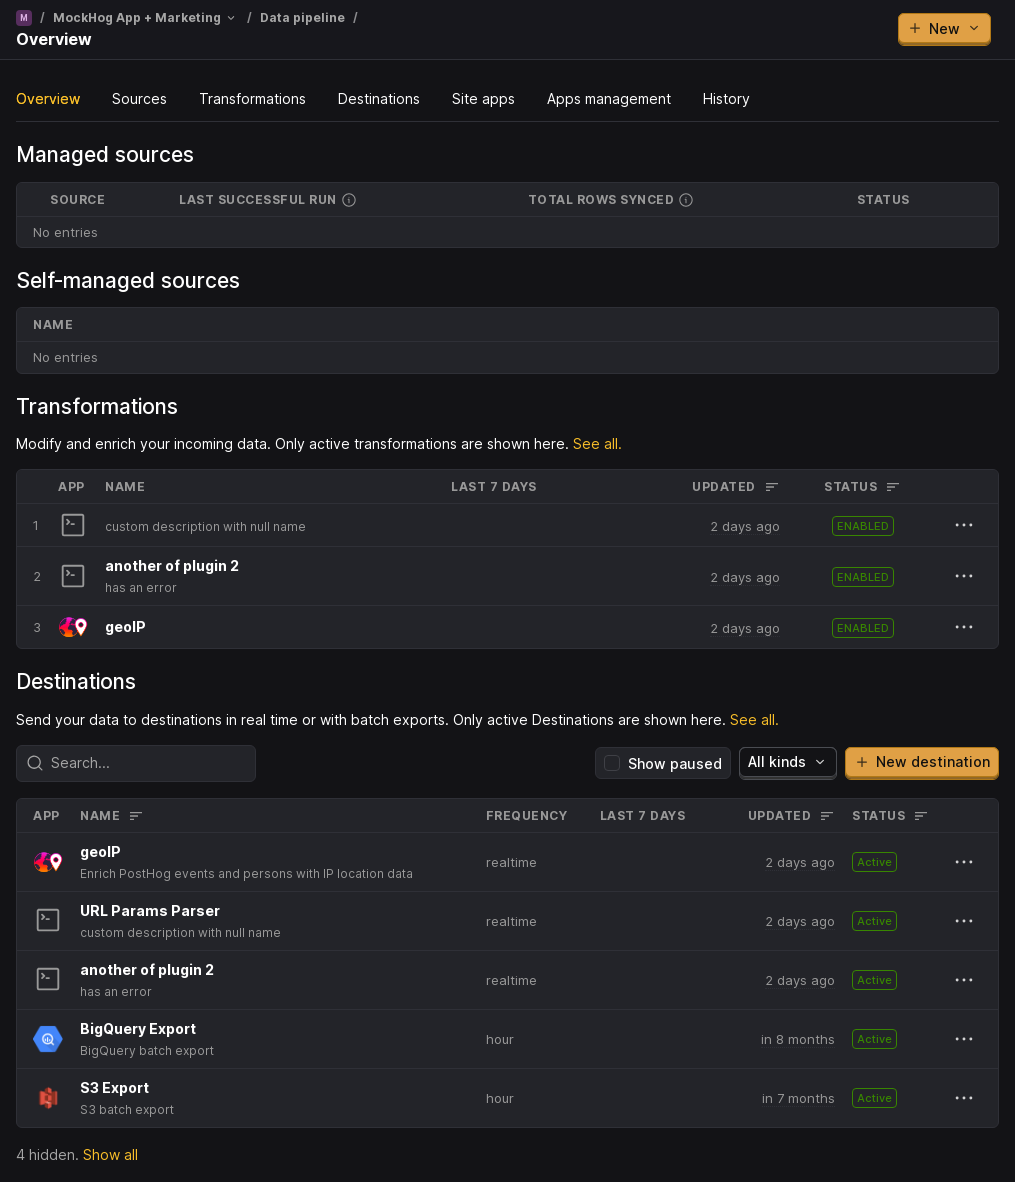 M / MockHog App + Marketing / Data pipeline /
Overview
New
Overview Sources Transformations Destinations Site apps Apps management History
Managed sources
SOURCE LAST SUCCESSFUL RUN TOTAL ROWS SYNCED STATUS
No entries
Self-managed sources
NAME
No entries
Transformations
Modify and enrich your incoming data. Only active transformations are shown here. See all.
APP NAME LAST 7 DAYS UPDATED STATUS
1 custom description with null name 2 days ago ENABLED
2 another of plugin 2 2 days ago ENABLED
has an error
3 geoIP 2 days ago ENABLED
Destinations
Send your data to destinations in real time or with batch exports. Only active Destinations are shown here. See all.
Search... Show paused All kinds New destination
APP NAME FREQUENCY LAST 7 DAYS UPDATED STATUS
geoIP realtime 2 days ago Active
Enrich PostHog events and persons with IP location data
URL Params Parser realtime 2 days ago Active
custom description with null name
another of plugin 2 realtime 2 days ago Active
has an error
BigQuery Export hour in 8 months Active
BigQuery batch export
S3 Export hour in 7 months Active
S3 batch export
4 hidden. Show all